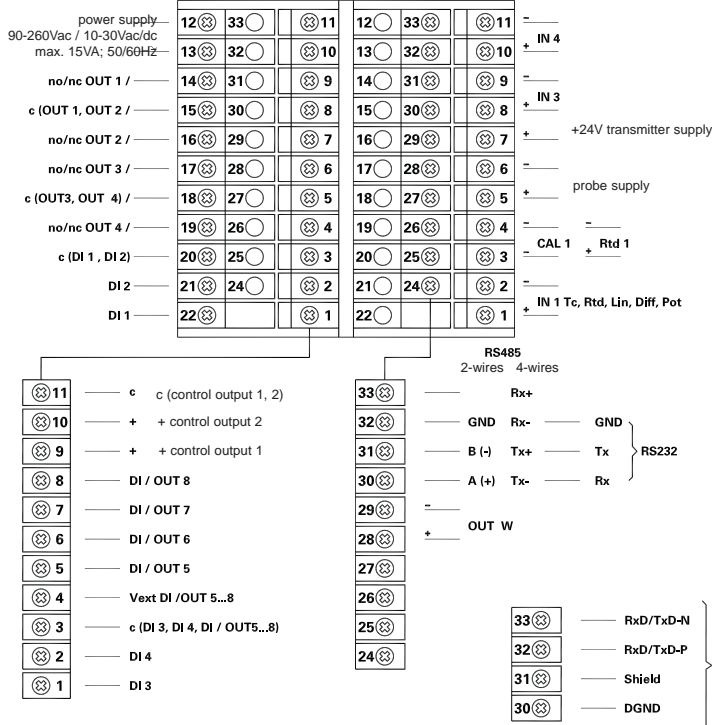 power supply
90-260Vac / 10-30Vac/dc
max. 15VA; 50/60Hz
no/nc OUT 1 /
c (OUT 1, OUT 2 /
no/nc OUT 2 /
no/nc OUT 3 /
c (OUT3, OUT 4) /
no/nc OUT 4 /
c (DI 1 , DI 2)
DI 2
DI 1
12 33 11 12 33 11 -
13 32 10 13 32 10 + IN 4
14 31 9 14 31 9 -
15 30 8 15 30 8 + IN 3
16 29 7 16 29 7 + +24V transmitter supply
17 28 6 17 28 6 -
18 27 5 18 27 5 + probe supply
19 26 4 19 26 4 - -
20 25 3 20 25 3 - CAL 1 + Rtd 1
21 24 2 21 24 2 -
22 1 22 1 + IN 1 Tc, Rtd, Lin, Diff, Pot
11 c c (control output 1, 2)
10 + + control output 2
9 + + control output 1
8 DI / OUT 8
7 DI / OUT 7
6 DI / OUT 6
5 DI / OUT 5
4 Vext DI /OUT 5...8
3 c (DI 3, DI 4, DI / OUT5...8)
2 DI 4
1 DI 3
RS485
2-wires 4-wires
33 Rx+
32 GND Rx- GND
31 B (-) Tx+ Tx RS232
30 A (+) Tx- Rx
29 -
28 + OUT W
27
26
25
24
33 RxD/TxD-N
32 RxD/TxD-P
31 Shield
30 DGND